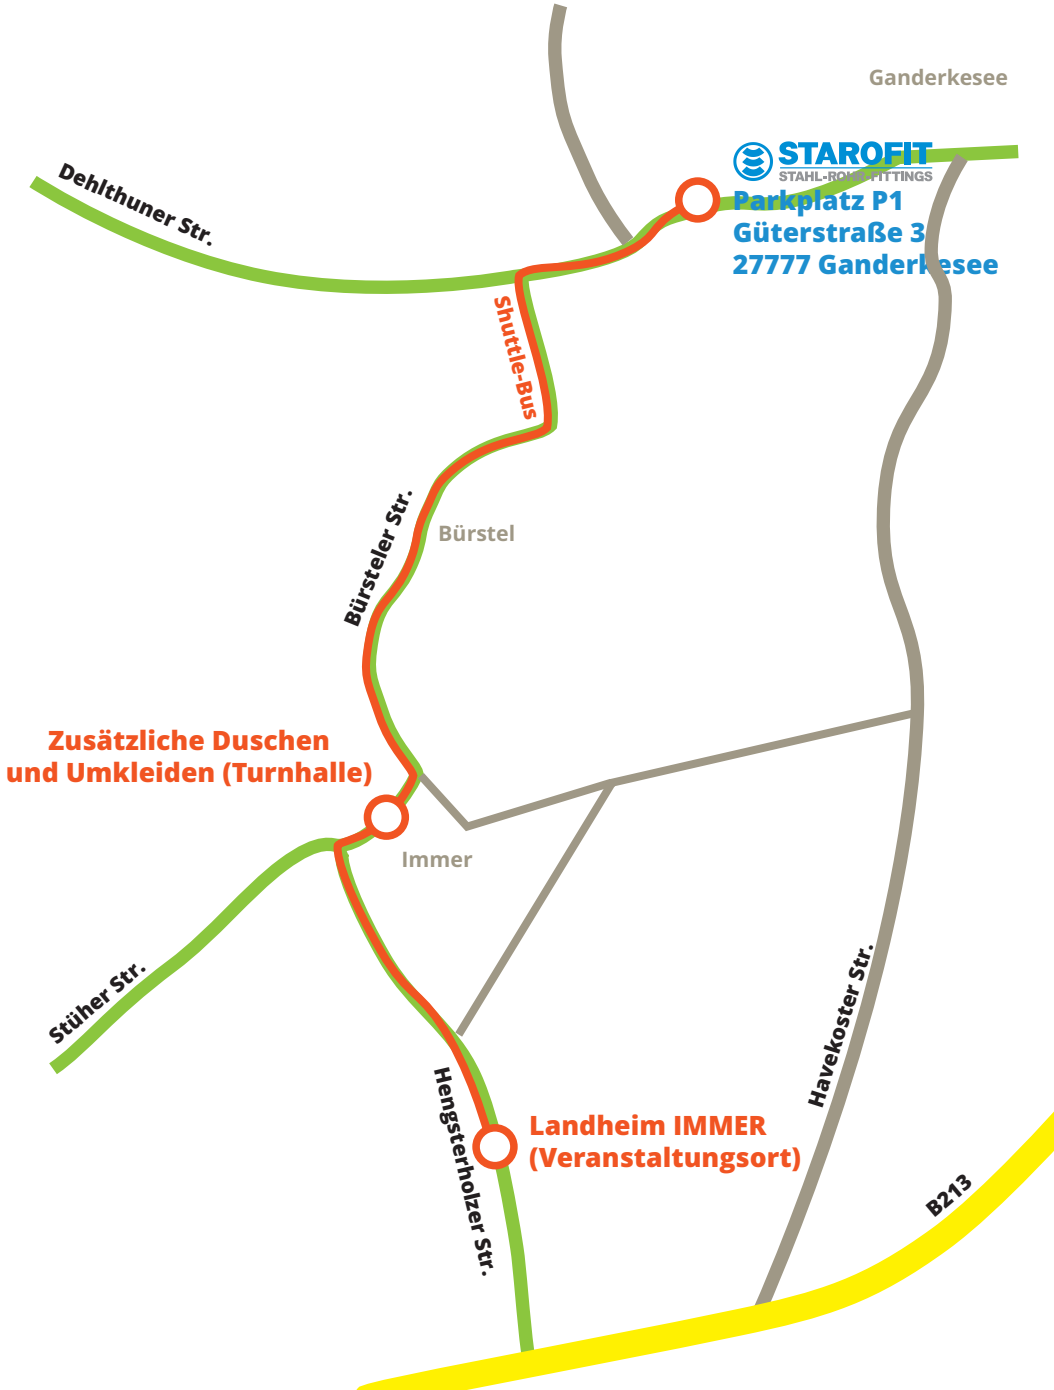 Ganderkesee
STAROFIT
STAHL-ROHR-FITTINGS
Parkplatz P1
Güterstraße 3
27777 Ganderkesee
Dehlthuner Str.
Shuttle-Bus
Bürsteler Str.
Bürstel
Zusätzliche Duschen
und Umkleiden (Turnhalle)
Immer
Stüher Str.
Havekoster Str.
Hengsterholzer Str.
Landheim IMMER
(Veranstaltungsort)
B213